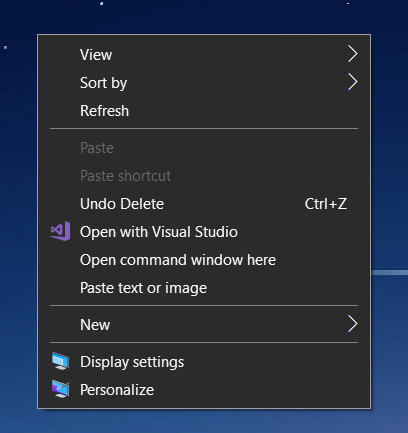 View
Sort by
Refresh
Paste
Paste shortcut
Undo Delete Ctrl+Z
Open with Visual Studio
Open command window here
Paste text or image
New
Display settings
Personalize